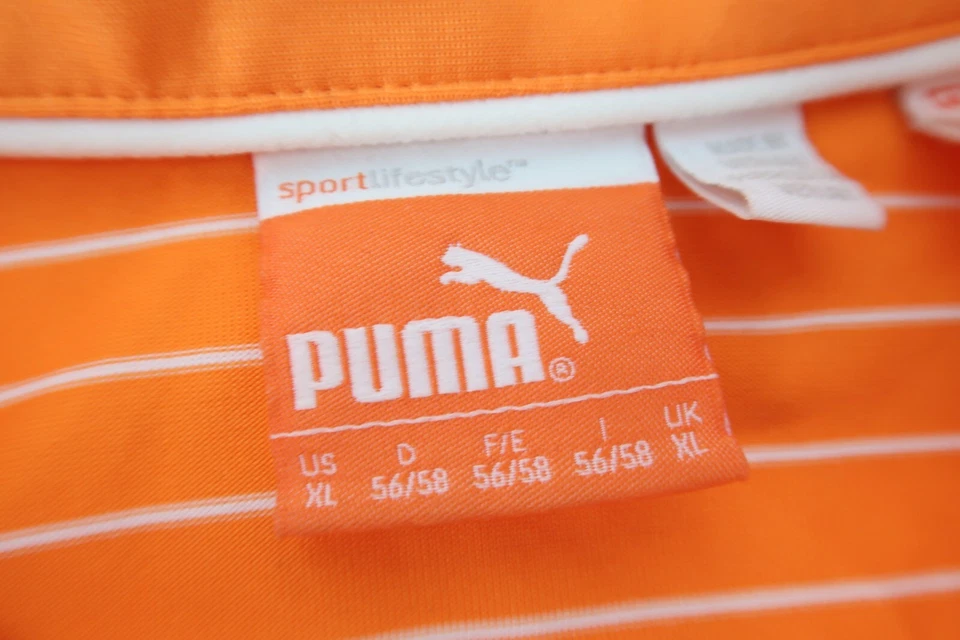 sportlifestyle™
PUMA®
US D F/E I UK
XL 56/58 56/58 56/58 XL